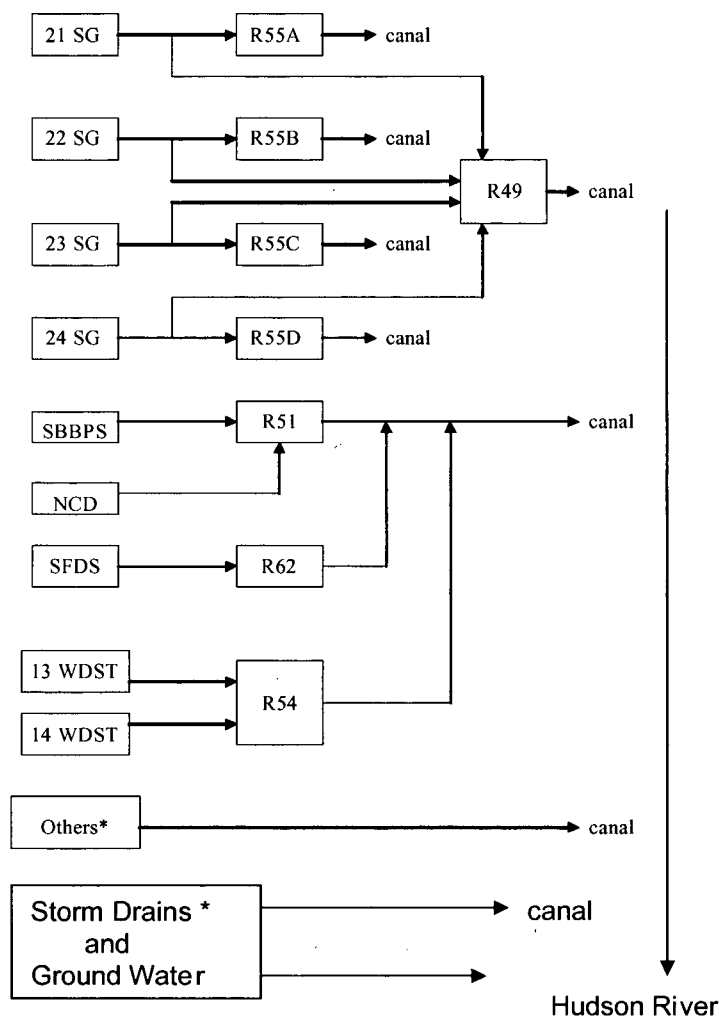 21 SG R55A canal
22 SG R55B canal
R49 canal
23 SG R55C canal
24 SG R55D canal
SBBPS R51 canal
NCD
SFDS R62
13 WDST
R54
14 WDST
Others* canal
Storm Drains *
and
Ground Water
canal
Hudson River